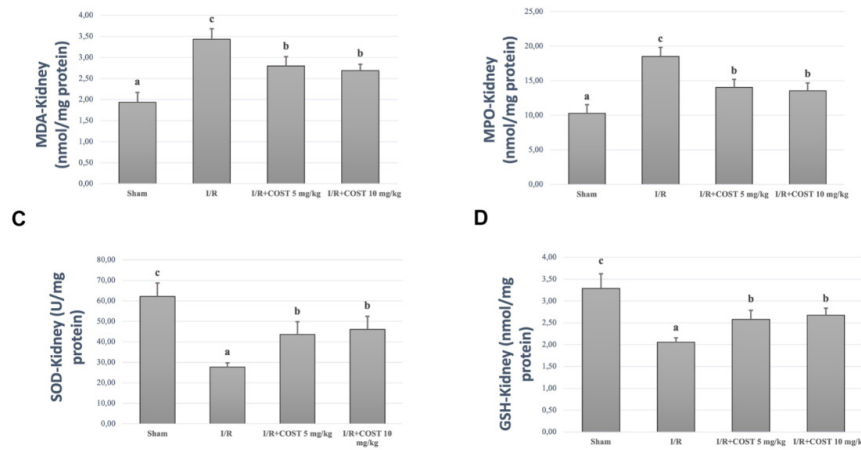 MDA-Kidney
(nmol/mg protein)
4,00
3,50
3,00
2,50
2,00
1,50
1,00
0,50
0,00
a
c
b
b
Sham
I/R
I/R+COST 5 mg/kg
I/R+COST 10 mg/kg
MPO-Kidney
(nmol/mg protein)
25,00
20,00
15,00
10,00
5,00
0,00
a
c
b
b
Sham
I/R
I/R+COST 5 mg/kg
I/R+COST 10 mg/kg
C
SOD-Kidney (U/mg
protein)
80,00
70,00
60,00
50,00
40,00
30,00
20,00
10,00
0,00
c
a
b
b
Sham
I/R
I/R+COST 5 mg/kg
I/R+COST 10
mg/kg
D
GSH-Kidney (nmol/mg
protein)
4,00
3,50
3,00
2,50
2,00
1,50
1,00
0,50
0,00
c
a
b
b
Sham
I/R
I/R+COST 5 mg/kg
I/R+COST 10 mg/k